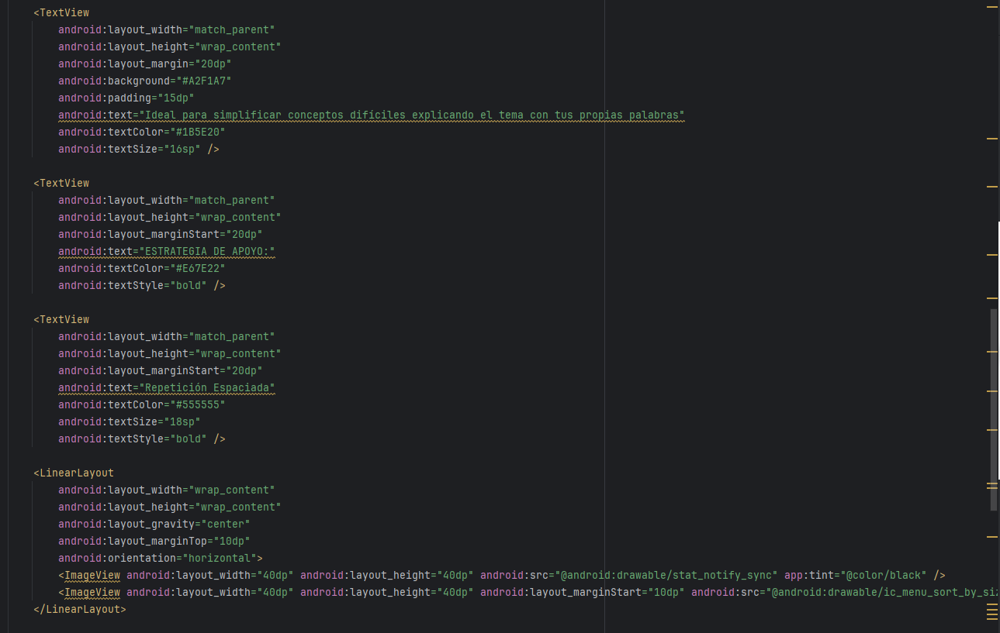 <TextView
android:layout_width="match_parent"
android:layout_height="wrap_content"
android:layout_margin="20dp"
android:background="#A2F1A7"
android:padding="15dp"
android:text="Ideal para simplificar conceptos difíciles explicando el tema con tus propias palabras"
android:textColor="#1B5E20"
android:textSize="16sp" />
<TextView
android:layout_width="match_parent"
android:layout_height="wrap_content"
android:layout_marginStart="20dp"
android:text="ESTRATEGIA DE APOYO:"
android:textColor="#E67E22"
android:textStyle="bold" />
<TextView
android:layout_width="match_parent"
android:layout_height="wrap_content"
android:layout_marginStart="20dp"
android:text="Repetición Espaciada"
android:textColor="#555555"
android:textSize="18sp"
android:textStyle="bold" />
<LinearLayout
android:layout_width="wrap_content"
android:layout_height="wrap_content"
android:layout_gravity="center"
android:layout_marginTop="10dp"
android:orientation="horizontal">
<ImageView android:layout_width="40dp" android:layout_height="40dp" android:src="@android:drawable/stat_notify_sync" app:tint="@color/black" />
<ImageView android:layout_width="40dp" android:layout_height="40dp" android:layout_marginStart="10dp" android:src="@android:drawable/ic_menu_sort_by_siz
</LinearLayout>